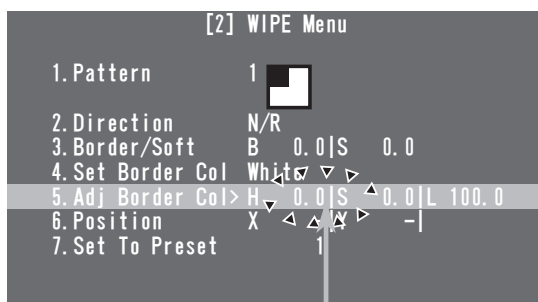 [2] WIPE Menu
1. Pattern 1
2. Direction N/R
3. Border/Soft B 0.0|S 0.0
4. Set Border Col White
5. Adj Border Col> H 0.0|S 0.0|L 100.0
6. Position X |Y -|
7. Set To Preset 1